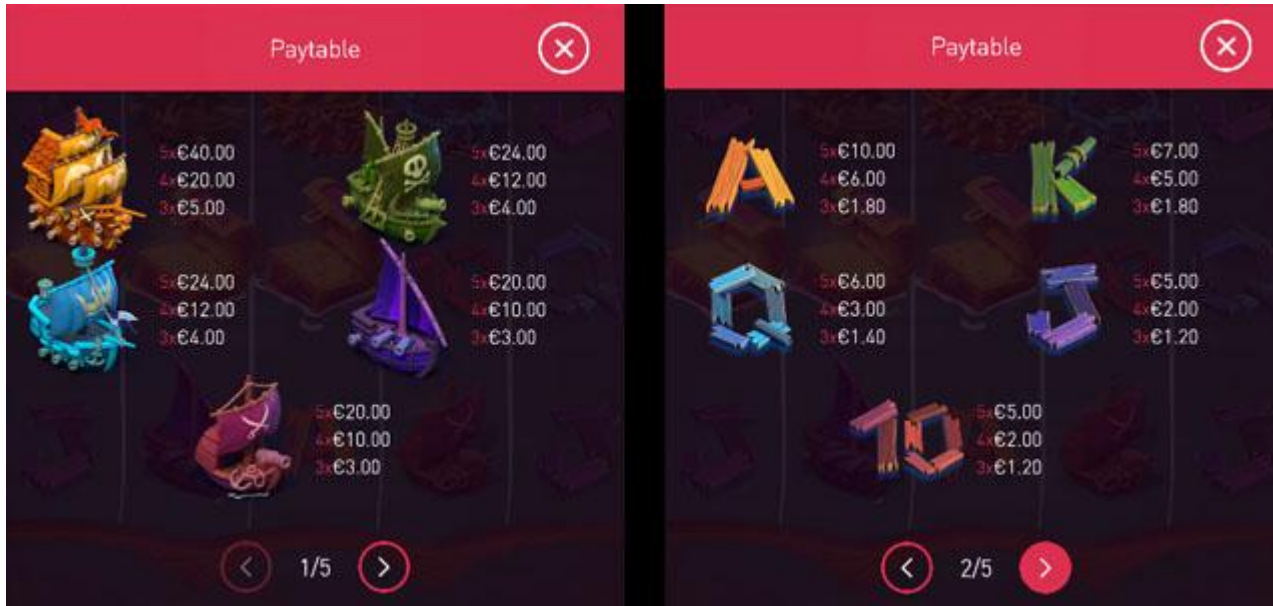 Paytable
5x€40.00
4x€20.00
3x€5.00
5x€24.00
4x€12.00
3x€4.00
5x€24.00
4x€12.00
3x€4.00
5x€20.00
4x€10.00
3x€3.00
5x€20.00
4x€10.00
3x€3.00
1/5
Paytable
A
5x€10.00
4x€6.00
3x€1.80
K
5x€7.00
4x€5.00
3x€1.80
Q
5x€6.00
4x€3.00
3x€1.40
J
5x€5.00
4x€2.00
3x€1.20
10
5x€5.00
4x€2.00
3x€1.20
2/5